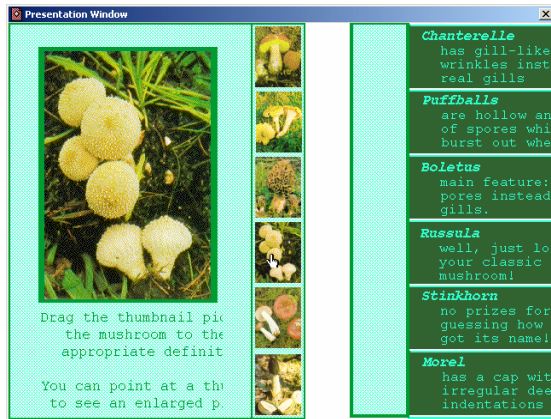 Presentation Window
Drag the thumbnail pic
the mushroom to the
appropriate definit
You can point at a thu
to see an enlarged p
Chanterelle
has gill-like
wrinkles inst
real gills
Puffballs
are hollow an
of spores whi
burst out whe
Boletus
main feature:
pores instead
gills.
Russula
well, just lo
your classic
mushroom!
Stinkhorn
no prizes for
guessing how
got its name!
Morel
has a cap wit
irregular dee
indentations